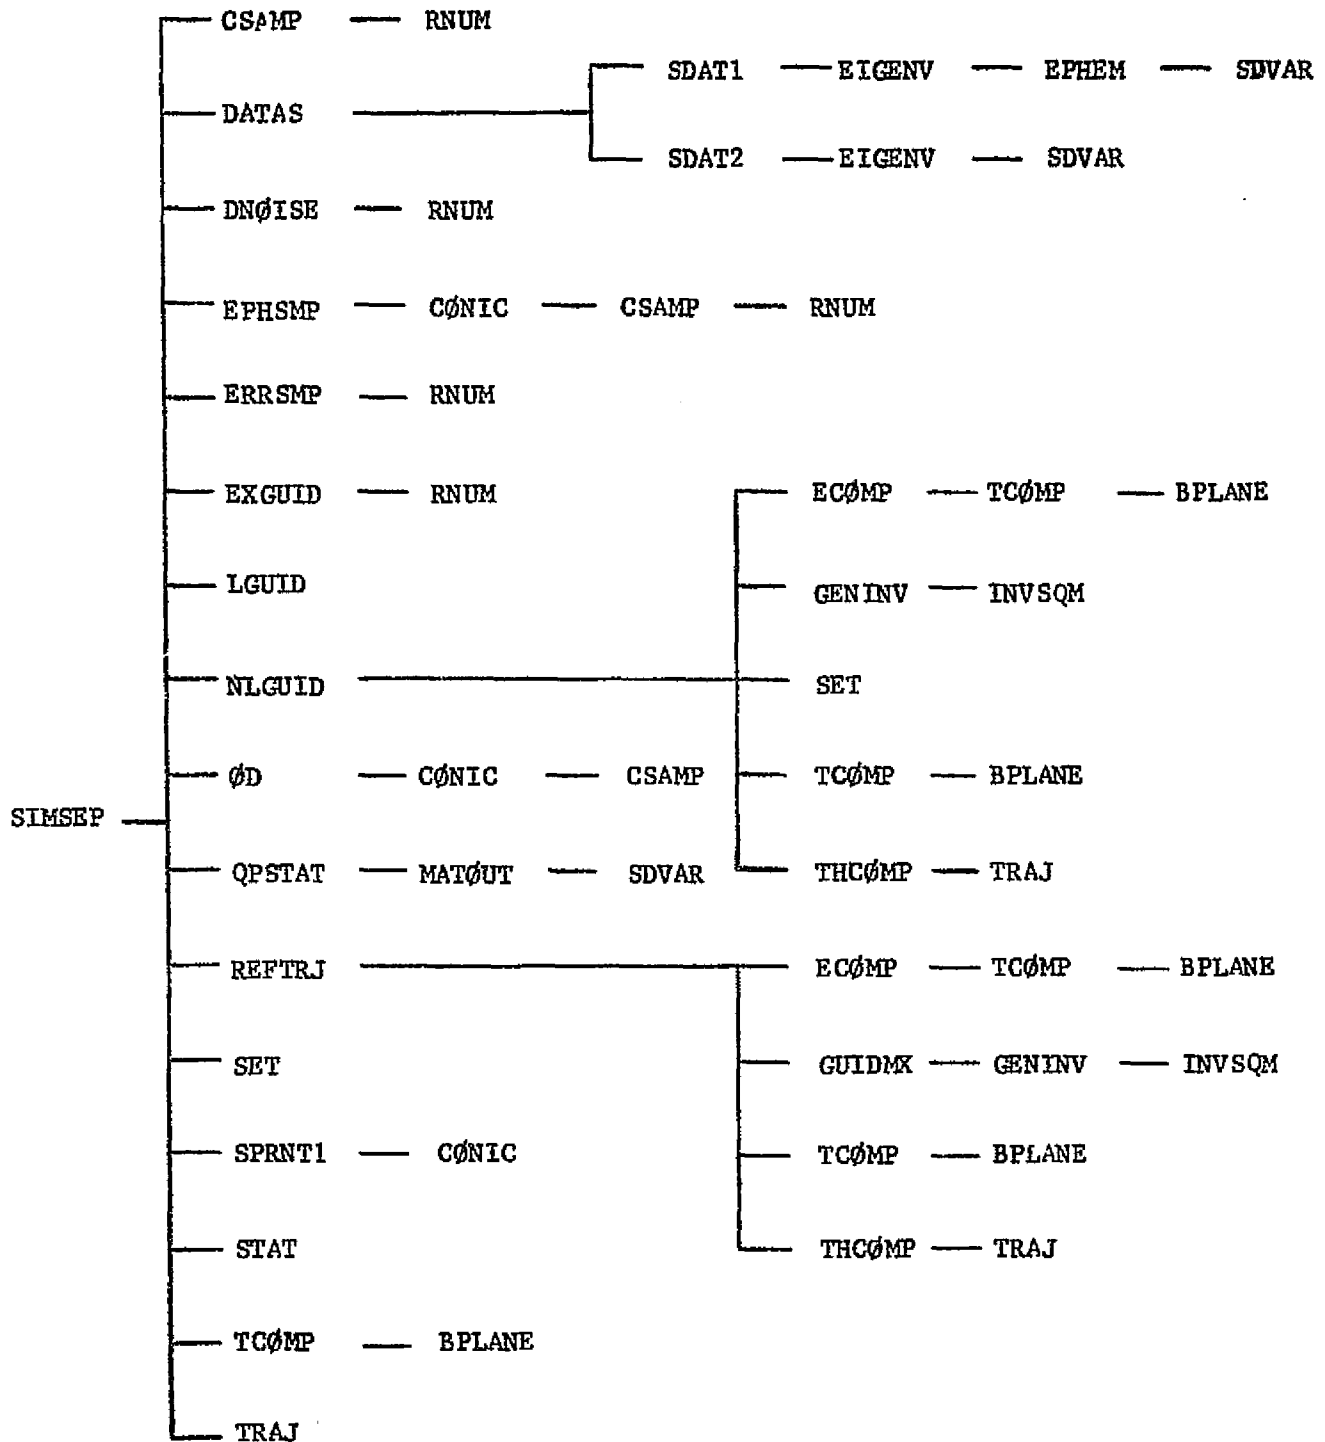 CSAMP RNUM
SDAT1 EIGENV EPHEM SDVAR
DATAS
SDAT2 EIGENV SDVAR
DNØISE RNUM
EPHSMP CØNIC CSAMP RNUM
ERRSMP RNUM
EXGUID RNUM ECØMP TCØMP BPLANE
LGUID GENINV INVSQM
NLGUID SET
ØD CØNIC CSAMP TCØMP BPLANE
SIMSEP
QPSTAT MATØUT SDVAR THCØMP TRAJ
REFTRJ ECØMP TCØMP BPLANE
SET GUIDMX GENINV INVSQM
SPRNT1 CØNIC TCØMP BPLANE
STAT THCØMP TRAJ
TCØMP BPLANE
TRAJ